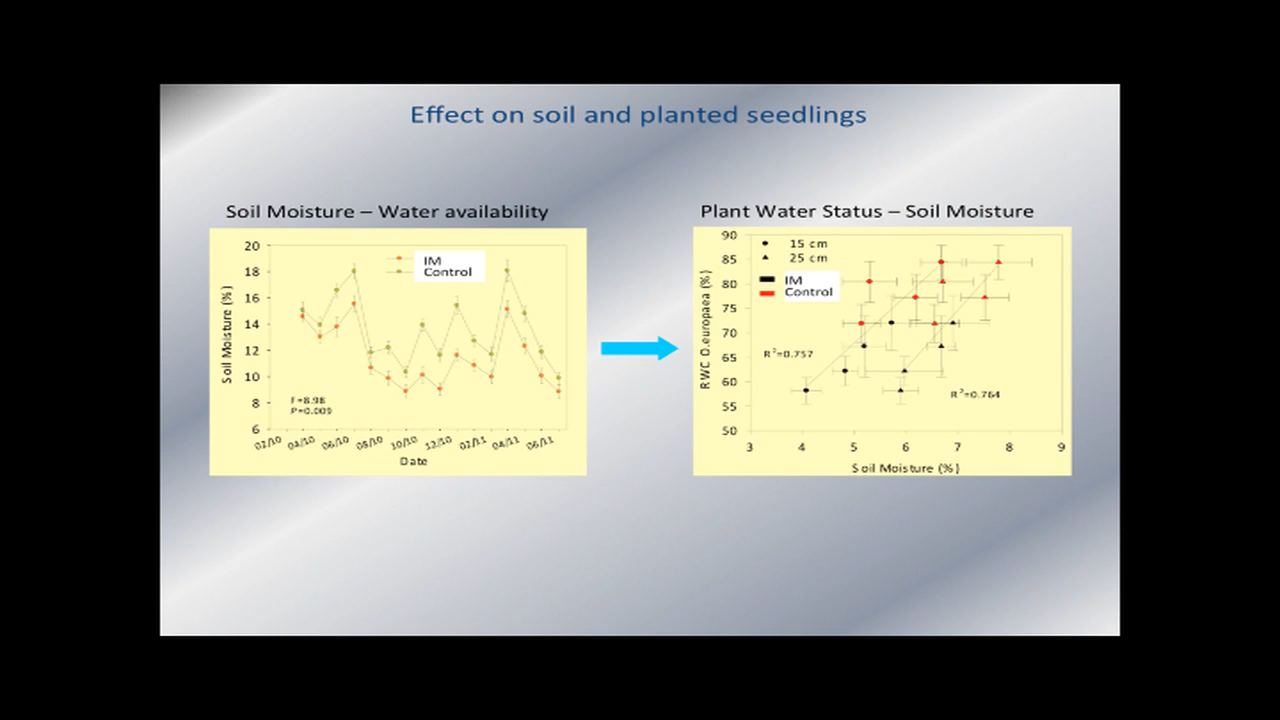 Effect on soil and planted seedlings
Soil Moisture – Water availability
20
18
16
14
12
10
8
6
Soil Moisture (%)
IM
Control
F=8.98
P=0.009
02/10 04/10 06/10 08/10 10/10 12/10 02/11 04/11 06/11
Date
Plant Water Status – Soil Moisture
90
85
80
75
70
65
60
55
50
RWC O.europaea (%)
15 cm
25 cm
IM
Control
R²=0.757
R²=0.764
3 4 5 6 7 8 9
Soil Moisture (%)